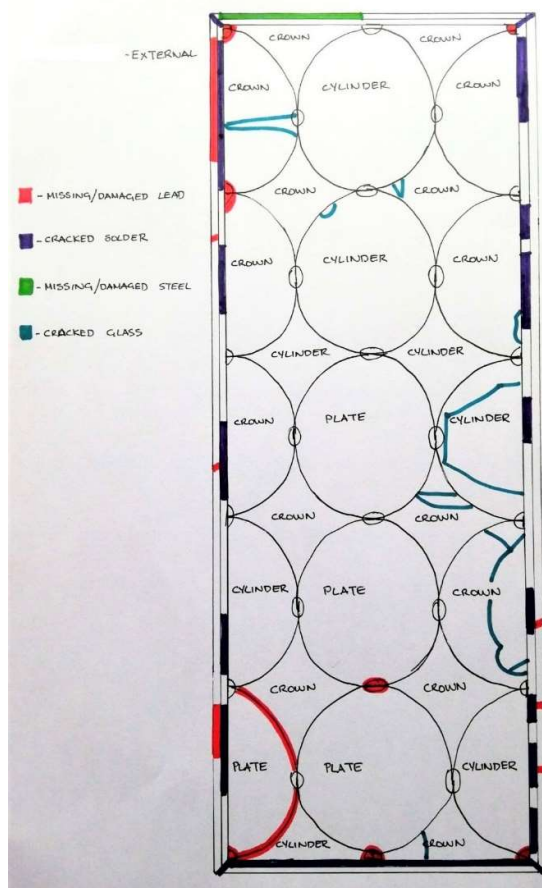 CROWN
CROWN
- EXTERNAL
CROWN
CYLINDER
CROWN
- MISSING/DAMAGED LEAD
CROWN
CROWN
- CRACKED SOLDER
CROWN
CYLINDER
CROWN
- MISSING/DAMAGED STEEL
- CRACKED GLASS
CYLINDER
CYLINDER
CROWN
PLATE
CYLINDER
CROWN
CROWN
CYLINDER
PLATE
CROWN
CROWN
CROWN
PLATE
PLATE
CYLINDER
CYLINDER
CROWN